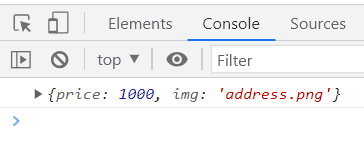 Elements Console Sources
top Filter
{price: 1000, img: 'address.png'}